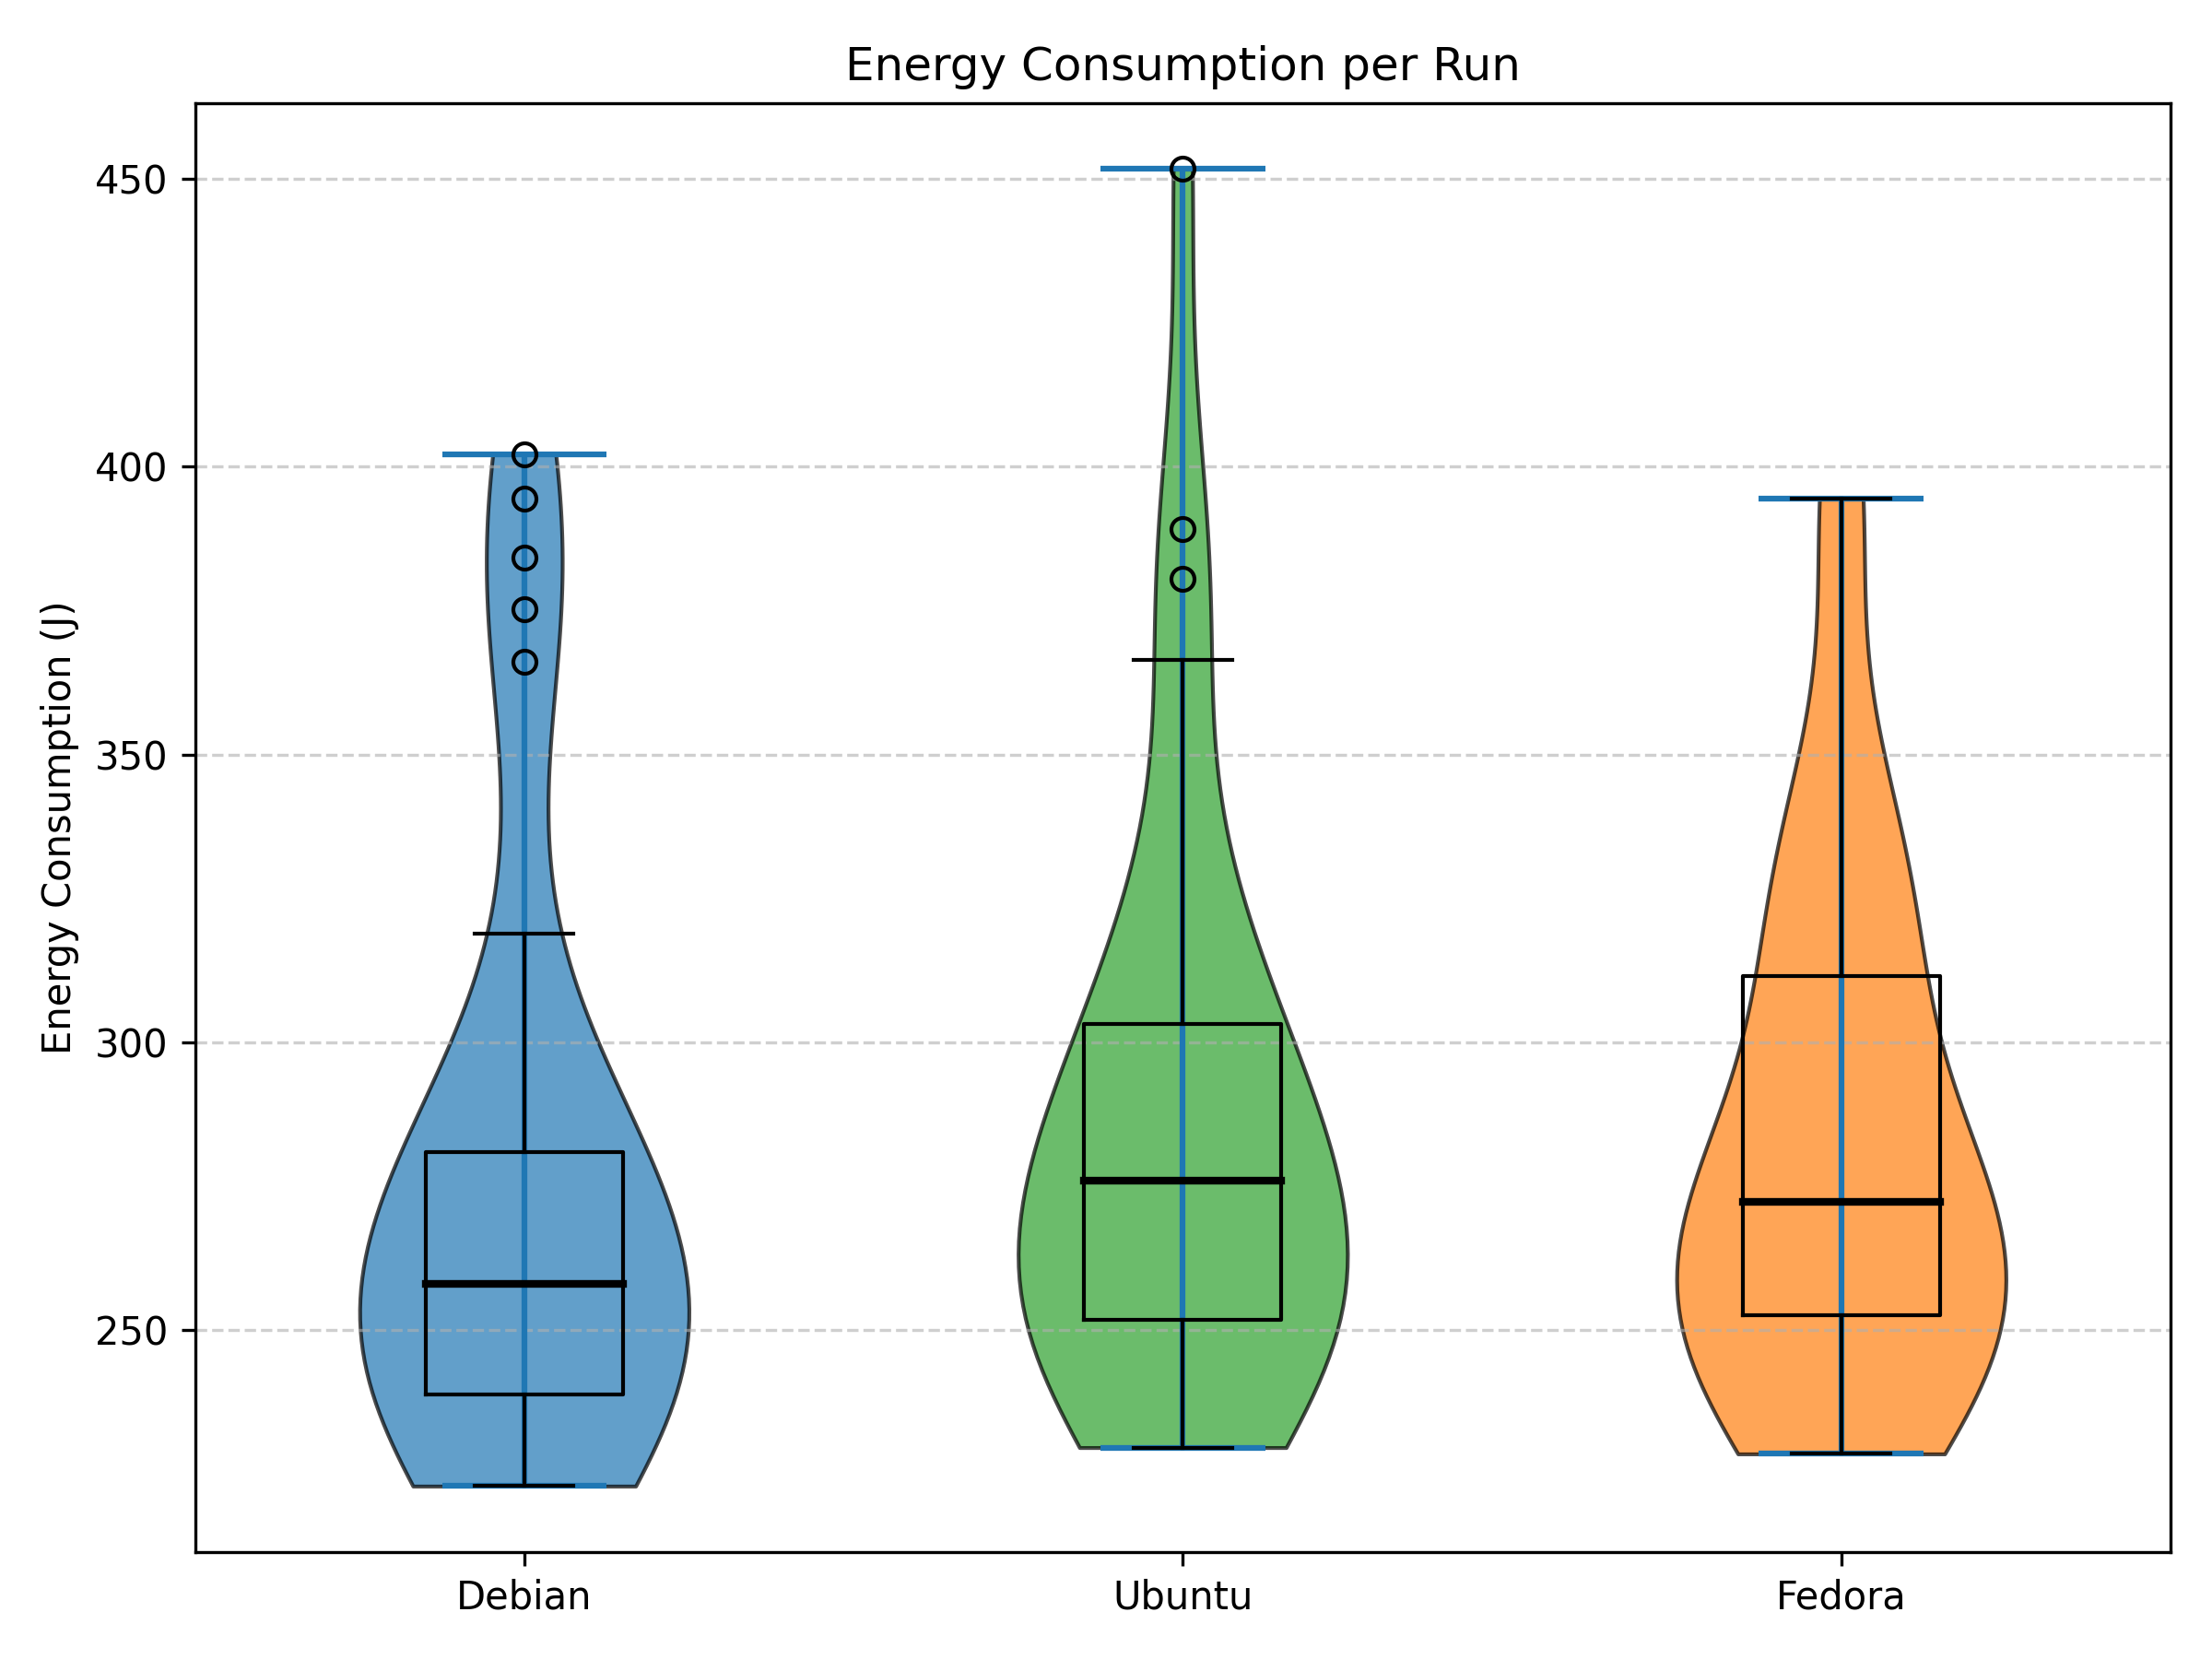 Energy Consumption per Run
Energy Consumption (J)
450
400
350
300
250
Debian
Ubuntu
Fedora